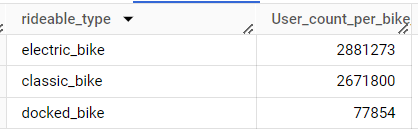 rideable_type User_count_per_bike
electric_bike 2881273
classic_bike 2671800
docked_bike 77854